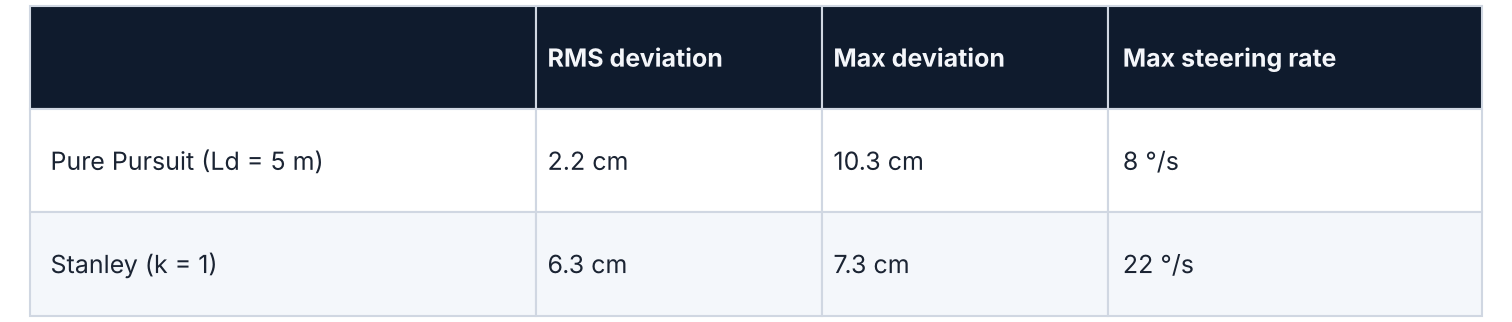 RMS deviation Max deviation Max steering rate
Pure Pursuit (Ld = 5 m) 2.2 cm 10.3 cm 8 °/s
Stanley (k = 1) 6.3 cm 7.3 cm 22 °/s